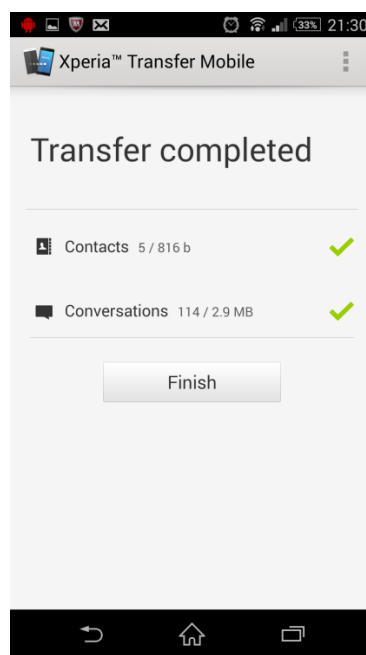 33% 21:30
Xperia™ Transfer Mobile
Transfer completed
Contacts 5 / 816 b
Conversations 114 / 2.9 MB
Finish